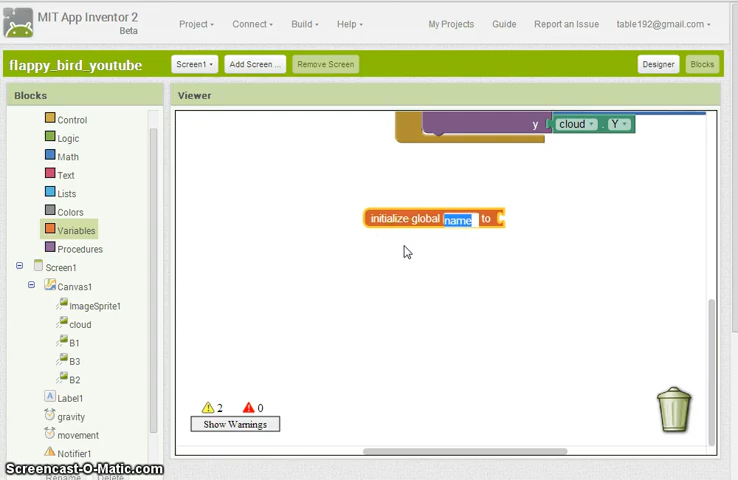 MIT App Inventor 2
Beta
Project
Connect
Build
Help
My Projects
Guide
Report an Issue
table192@gmail.com
flappy_bird_youtube
Screen1
Add Screen ...
Remove Screen
Designer
Blocks
Blocks
Viewer
Control
Logic
Math
Text
Lists
Colors
Variables
Procedures
Screen1
Canvas1
ImageSprite1
cloud
B1
B3
B2
Label1
gravity
movement
Notifier1
Rename
Delete
y
cloud . Y
initialize global name to
2
0
Show Warnings
Screencast-O-Matic.com